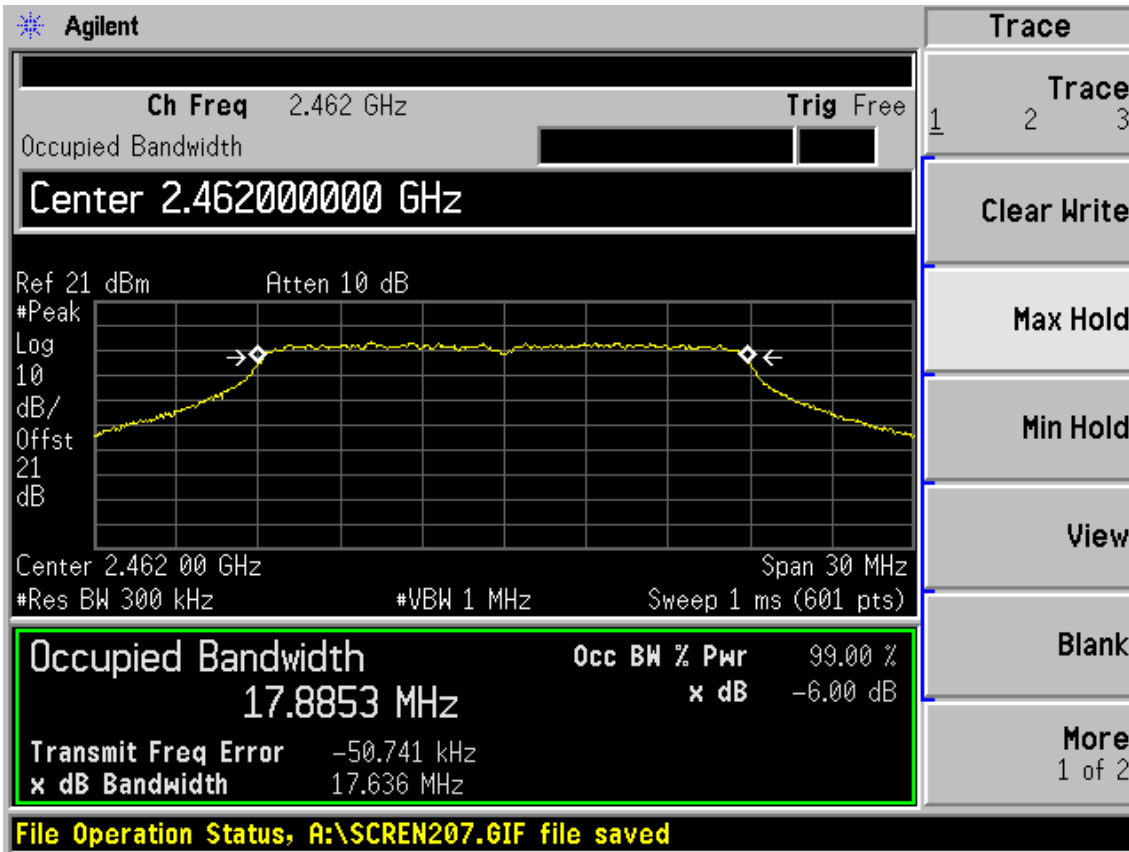 Agilent
Trace
Ch Freq 2.462 GHz Trig Free
Occupied Bandwidth
Center 2.462000000 GHz
Ref 21 dBm Atten 10 dB
#Peak
Log
10
dB/
Offst
21
dB
Center 2.462 00 GHz Span 30 MHz
#Res BW 300 kHz #VBW 1 MHz Sweep 1 ms (601 pts)
Occupied Bandwidth
17.8853 MHz
Occ BW % Pwr 99.00 %
x dB -6.00 dB
Transmit Freq Error -50.741 kHz
x dB Bandwidth 17.636 MHz
File Operation Status, A:\SCREN207.GIF file saved
Trace
1 2 3
Clear Write
Max Hold
Min Hold
View
Blank
More
1 of 2